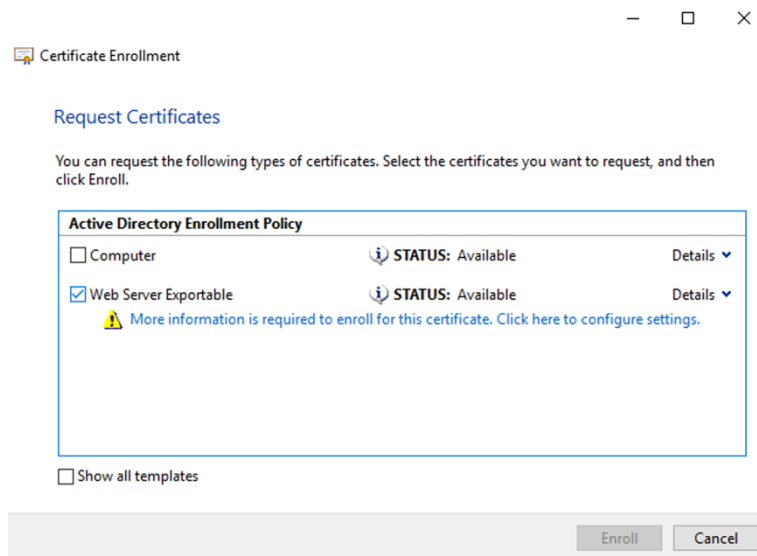 Certificate Enrollment
Request Certificates
You can request the following types of certificates. Select the certificates you want to request, and then
click Enroll.
Active Directory Enrollment Policy
Computer STATUS: Available Details
Web Server Exportable STATUS: Available Details
More information is required to enroll for this certificate. Click here to configure settings.
Show all templates
Enroll Cancel